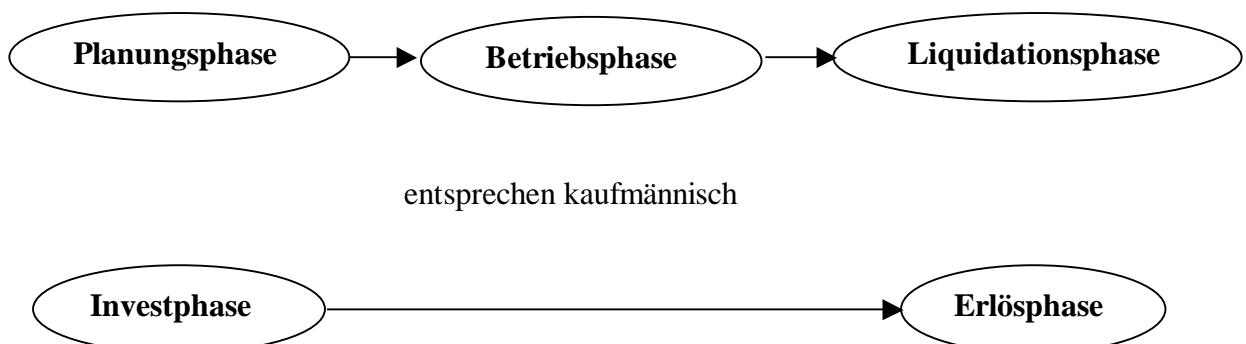 Planungsphase Betriebsphase Liquidationsphase
entsprechen kaufmännisch
Investphase Erlösphase